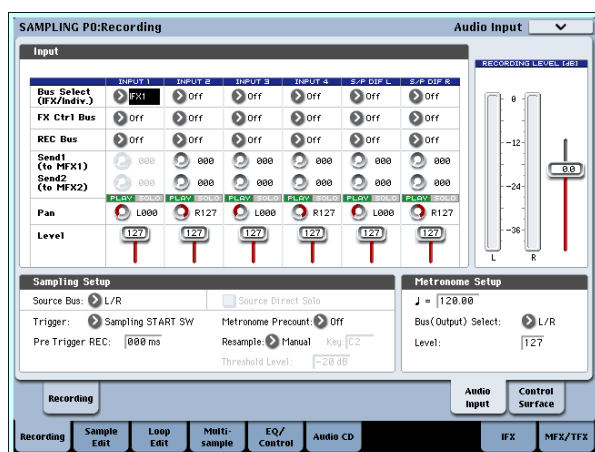 SAMPLING P0:Recording Audio Input
Input
RECORDING LEVEL [dB]
INPUT 1 INPUT 2 INPUT 3 INPUT 4 S/P DIF L S/P DIF R
Bus Select (IFX/Indiv.) IFX1 Off Off Off Off Off
FX Ctrl Bus Off Off Off Off Off Off
REC Bus Off Off Off Off Off Off
Send1 (to MFX1) 000 000 000 000 000 000
Send2 (to MFX2) 000 000 000 000 000 000
PLAY SOLO PLAY SOLO PLAY SOLO PLAY SOLO PLAY SOLO PLAY SOLO
Pan L000 R127 L000 R127 L000 R127
Level 127 127 127 127 127 127
0
-12
-24
-36
L R
0.0
Sampling Setup
Source Bus: L/R Source Direct Solo
Trigger: Sampling START SW Metronome Precount: Off
Pre Trigger REC: 000 ms Resample: Manual Key: C2
Threshold Level: -20 dB
Metronome Setup
♩ = 120.00
Bus(Output) Select: L/R
Level: 127
Recording Audio Input Control Surface
Recording Sample Edit Loop Edit Multi-sample EQ/Control Audio CD IFX MFX/TFX